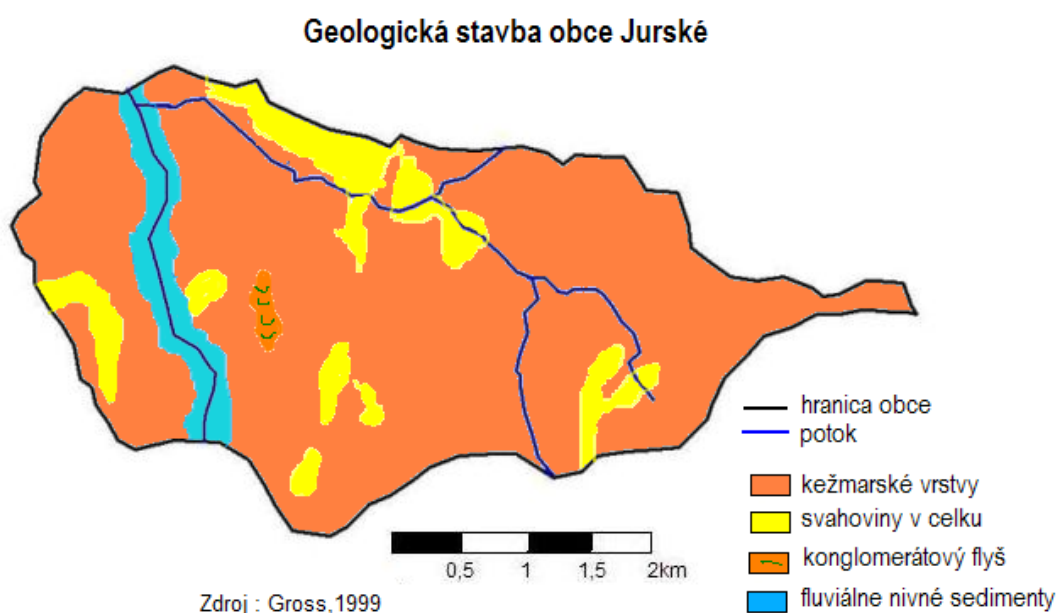 Geologická stavba obce Jurské
hranica obce
potok
kežmarské vrstvy
svahoviny v celku
konglomerátový flyš
fluviálne nivné sedimenty
0,5 1 1,5 2km
Zdroj : Gross,1999